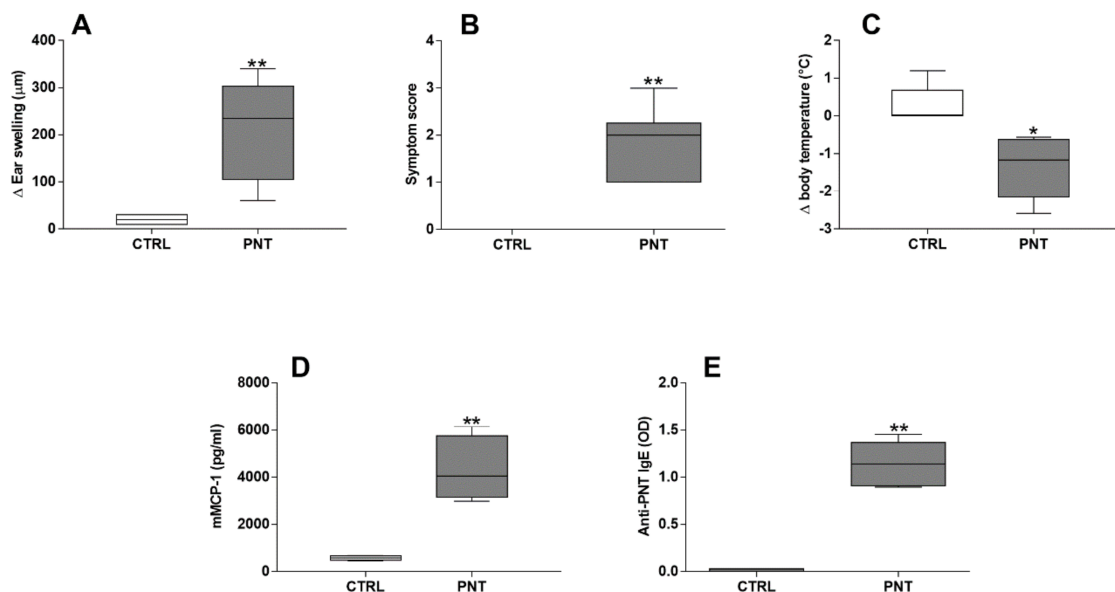 A
Δ Ear swelling (μm)
400
300
200
100
0
**
CTRL PNT
B
Symptom score
4
3
2
1
0
**
CTRL PNT
C
Δ body temperature (°C)
2
1
0
-1
-2
-3
*
CTRL PNT
D
mMCP-1 (pg/ml)
8000
6000
4000
2000
0
**
CTRL PNT
E
Anti-PNT IgE (OD)
2.0
1.5
1.0
0.5
0.0
**
CTRL PNT